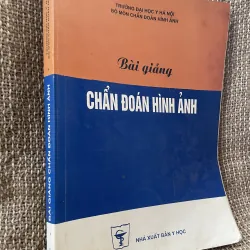 TRƯỜNG ĐẠI HỌC Y HÀ NỘI
BỘ MÔN CHẨN ĐOÁN HÌNH ẢNH
Bài giảng
CHẨN ĐOÁN HÌNH ẢNH
NHÀ XUẤT BẢN Y HỌC
BÀI GIẢNG CHẨN ĐOÁN HÌNH ẢNH